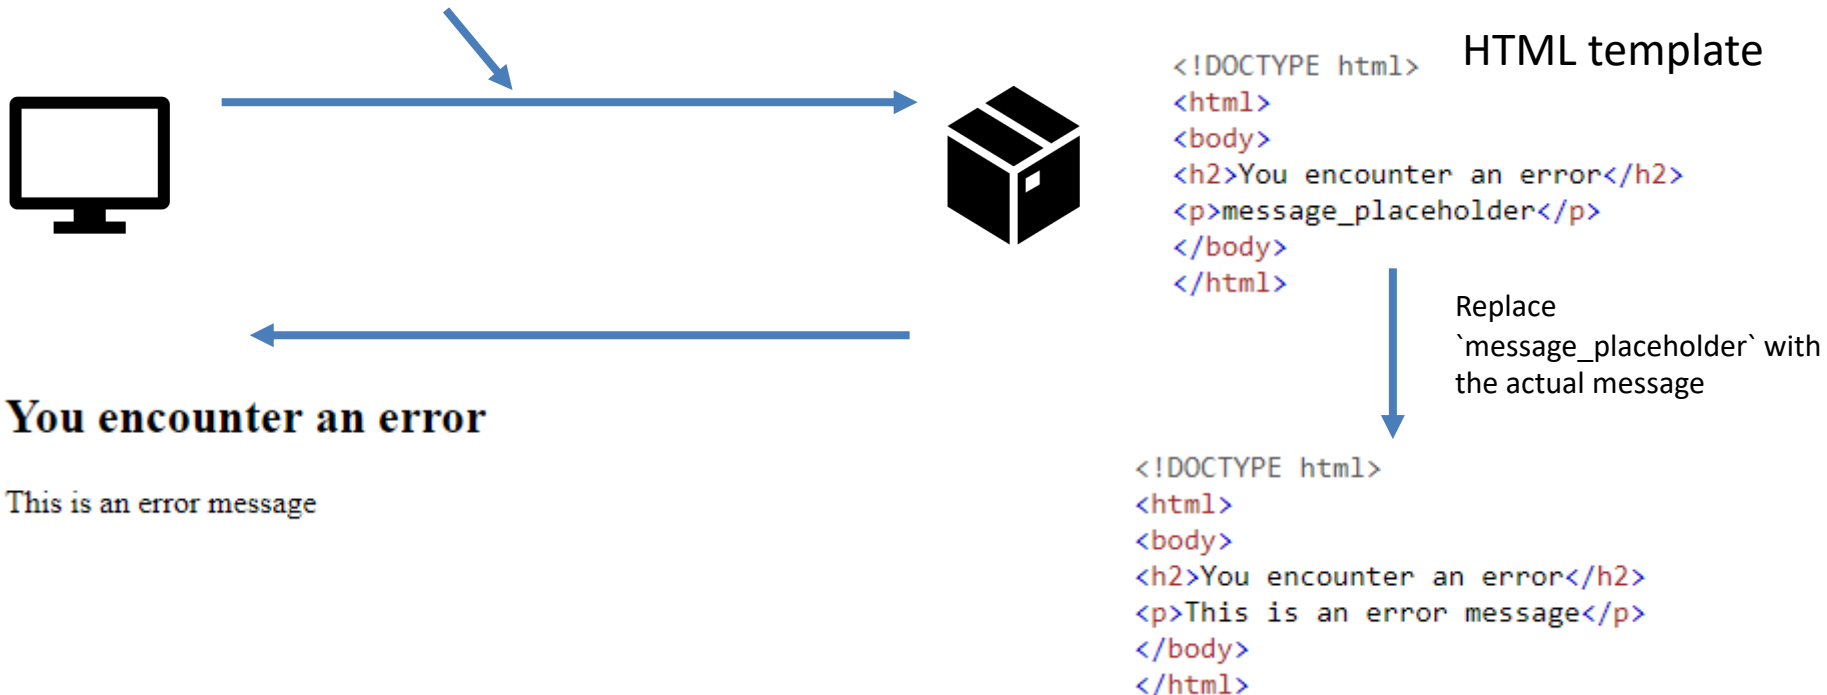 HTML template
<!DOCTYPE html>
<html>
<body>
<h2>You encounter an error</h2>
<p>message_placeholder</p>
</body>
</html>
Replace
`message_placeholder` with
the actual message
You encounter an error
This is an error message
<!DOCTYPE html>
<html>
<body>
<h2>You encounter an error</h2>
<p>This is an error message</p>
</body>
</html>